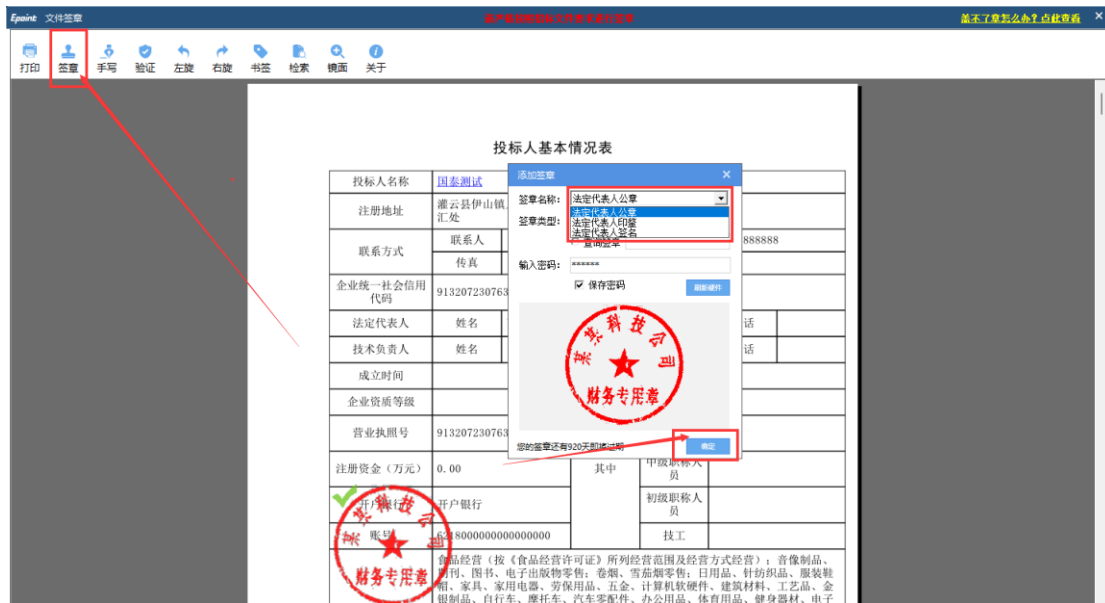 Epoint 文件签章
盖不了章怎么办？点此查看
打印 签章 手写 验证 左旋 右旋 书签 检索 镜面 关于
投标人基本情况表
投标人名称 国泰测试
注册地址 灌云县伊山镇
汇处
联系方式 联系人 888888
传真
企业统一社会信用
代码 913207230763
法定代表人 姓名 话
技术负责人 姓名 话
成立时间
企业资质等级
营业执照号 913207230763
注册资金（万元） 0.00 其中 中级职称人
员
开户银行 开户银行 初级职称人
员
账号 6218000000000000000 技工
食品经营（按《食品经营许可证》所列经营范围及经营方式经营）；音像制品、
期刊、图书、电子出版物零售；卷烟、雪茄烟零售；日用品、针纺织品、服装鞋
帽、家具、家用电器、劳保用品、五金、计算机软硬件、建筑材料、工艺品、金
银制品、自行车、摩托车、汽车零配件、办公用品、体育用品、健身器材、电子
添加签章
签章名称： 法定代表人公章
法定代表人公章
法定代表人印鉴
法定代表人签名
签章类型：
查询签章
输入密码： ******
保存密码 刷新硬件
某某科技公司
财务专用章
您的签章还有920天即将过期 确定
某某科技公司
财务专用章